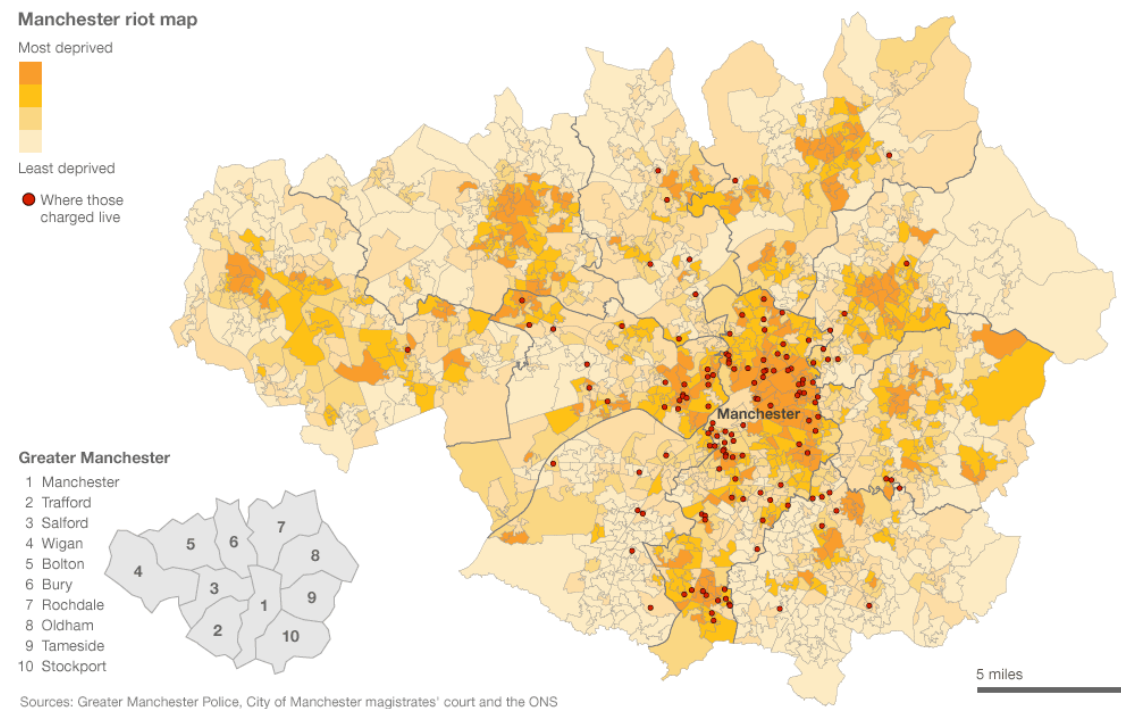 Manchester riot map
Most deprived
Least deprived
Where those
charged live
Manchester
Greater Manchester
1 Manchester
2 Trafford
3 Salford
4 Wigan
5 Bolton
6 Bury
7 Rochdale
8 Oldham
9 Tameside
10 Stockport
7
5
6
8
4
3
9
1
2
10
5 miles
Sources: Greater Manchester Police, City of Manchester magistrates' court and the ONS